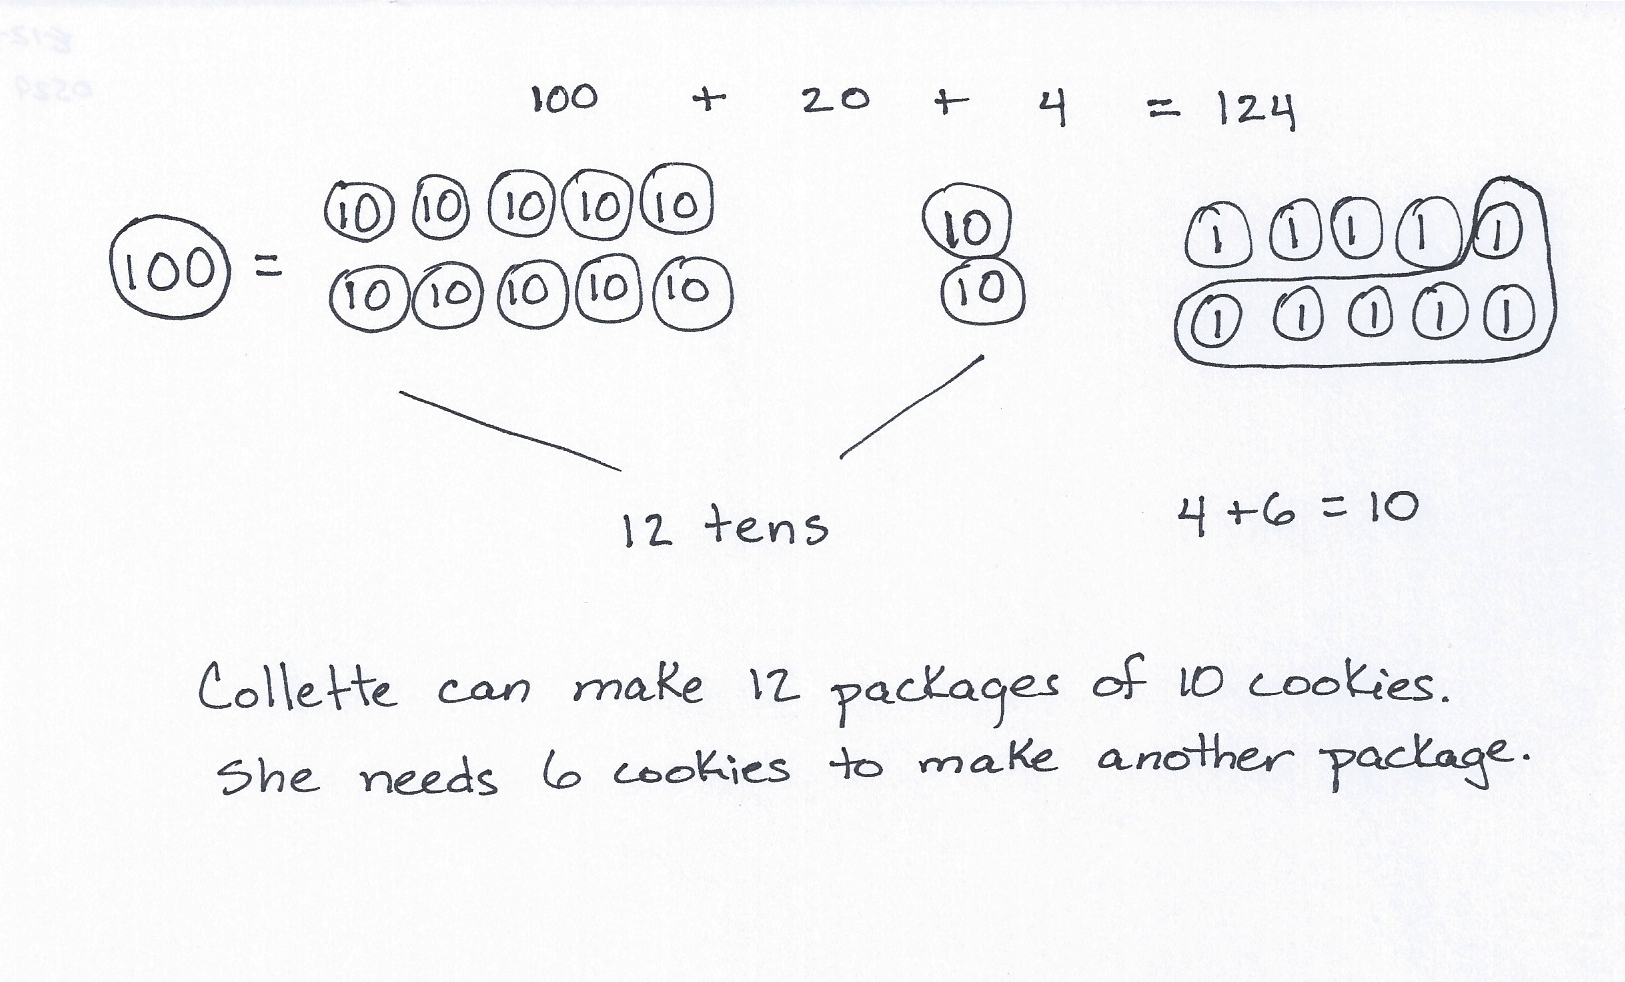 100 + 20 + 4 = 124
10 10 10 10 10 10 1 1 1 1 1
100 =
10 10 10 10 10 10 1 1 1 1 1
12 tens
4 + 6 = 10
Collette can make 12 packages of 10 cookies.
She needs 6 cookies to make another package.